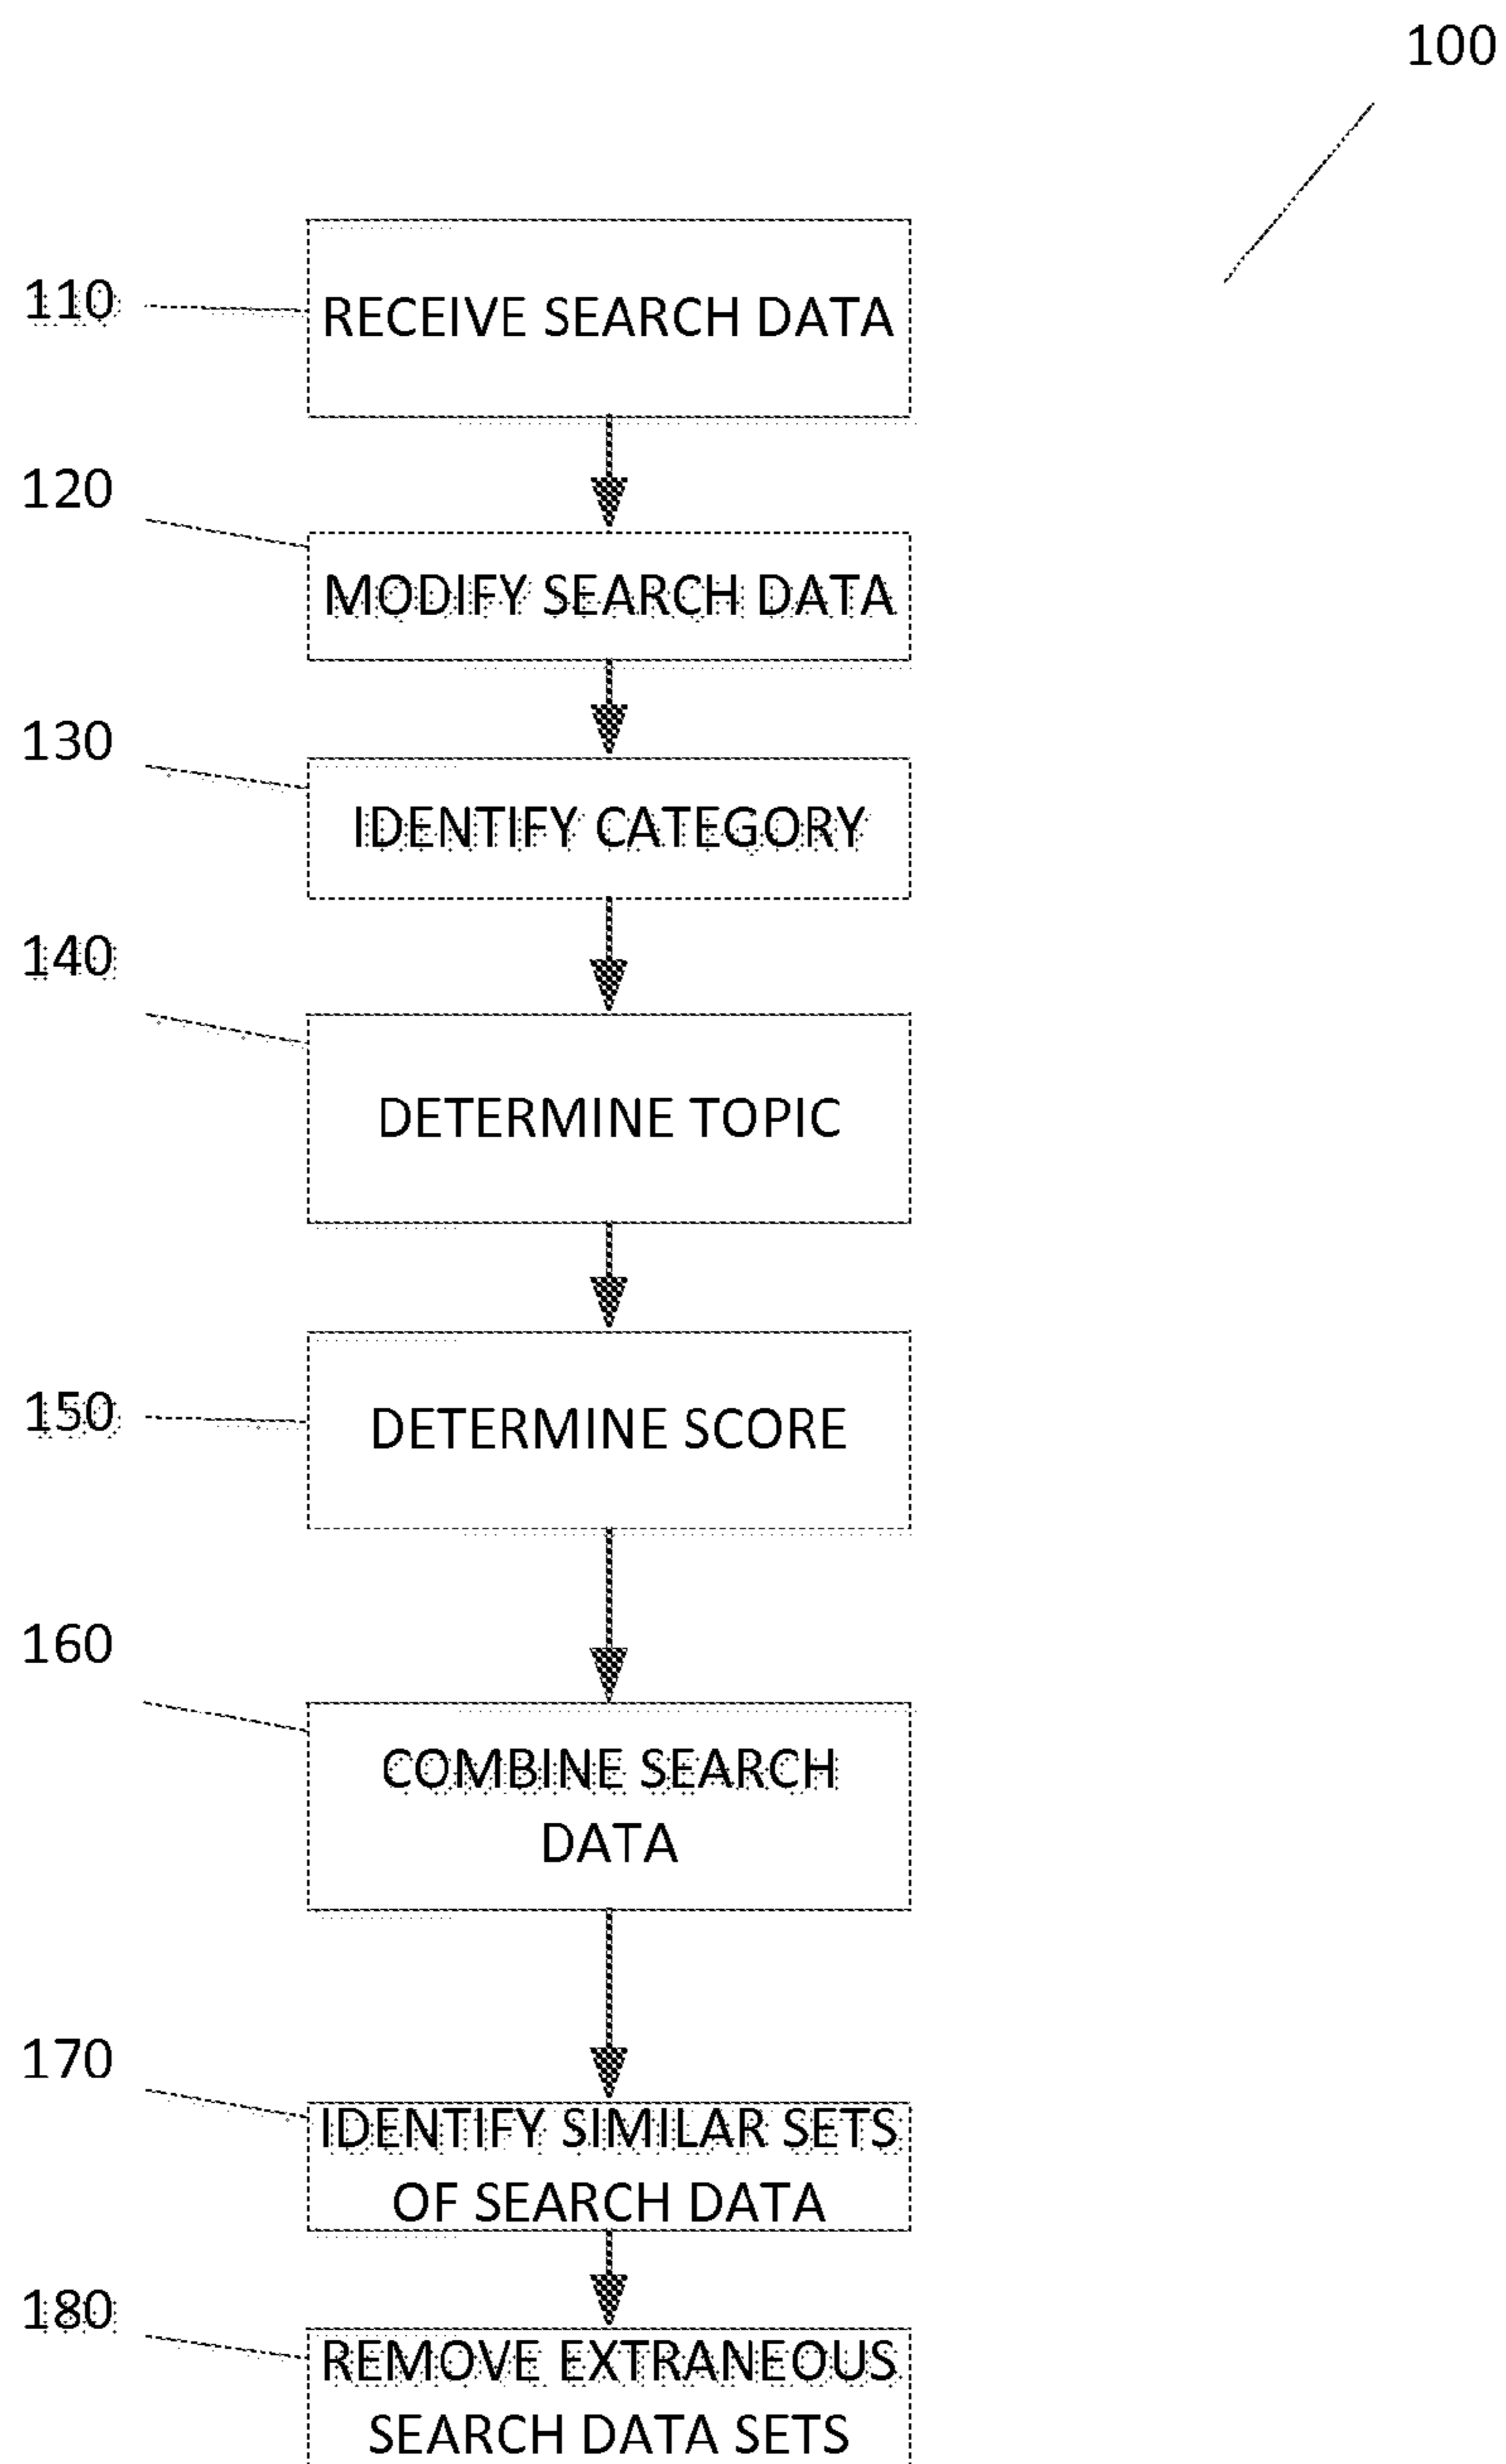 100
110
RECEIVE SEARCH DATA
120
MODIFY SEARCH DATA
130
IDENTIFY CATEGORY
140
DETERMINE TOPIC
150
DETERMINE SCORE
160
COMBINE SEARCH
DATA
170
IDENTIFY SIMILAR SETS
OF SEARCH DATA
180
REMOVE EXTRANEOUS
SEARCH DATA SETS